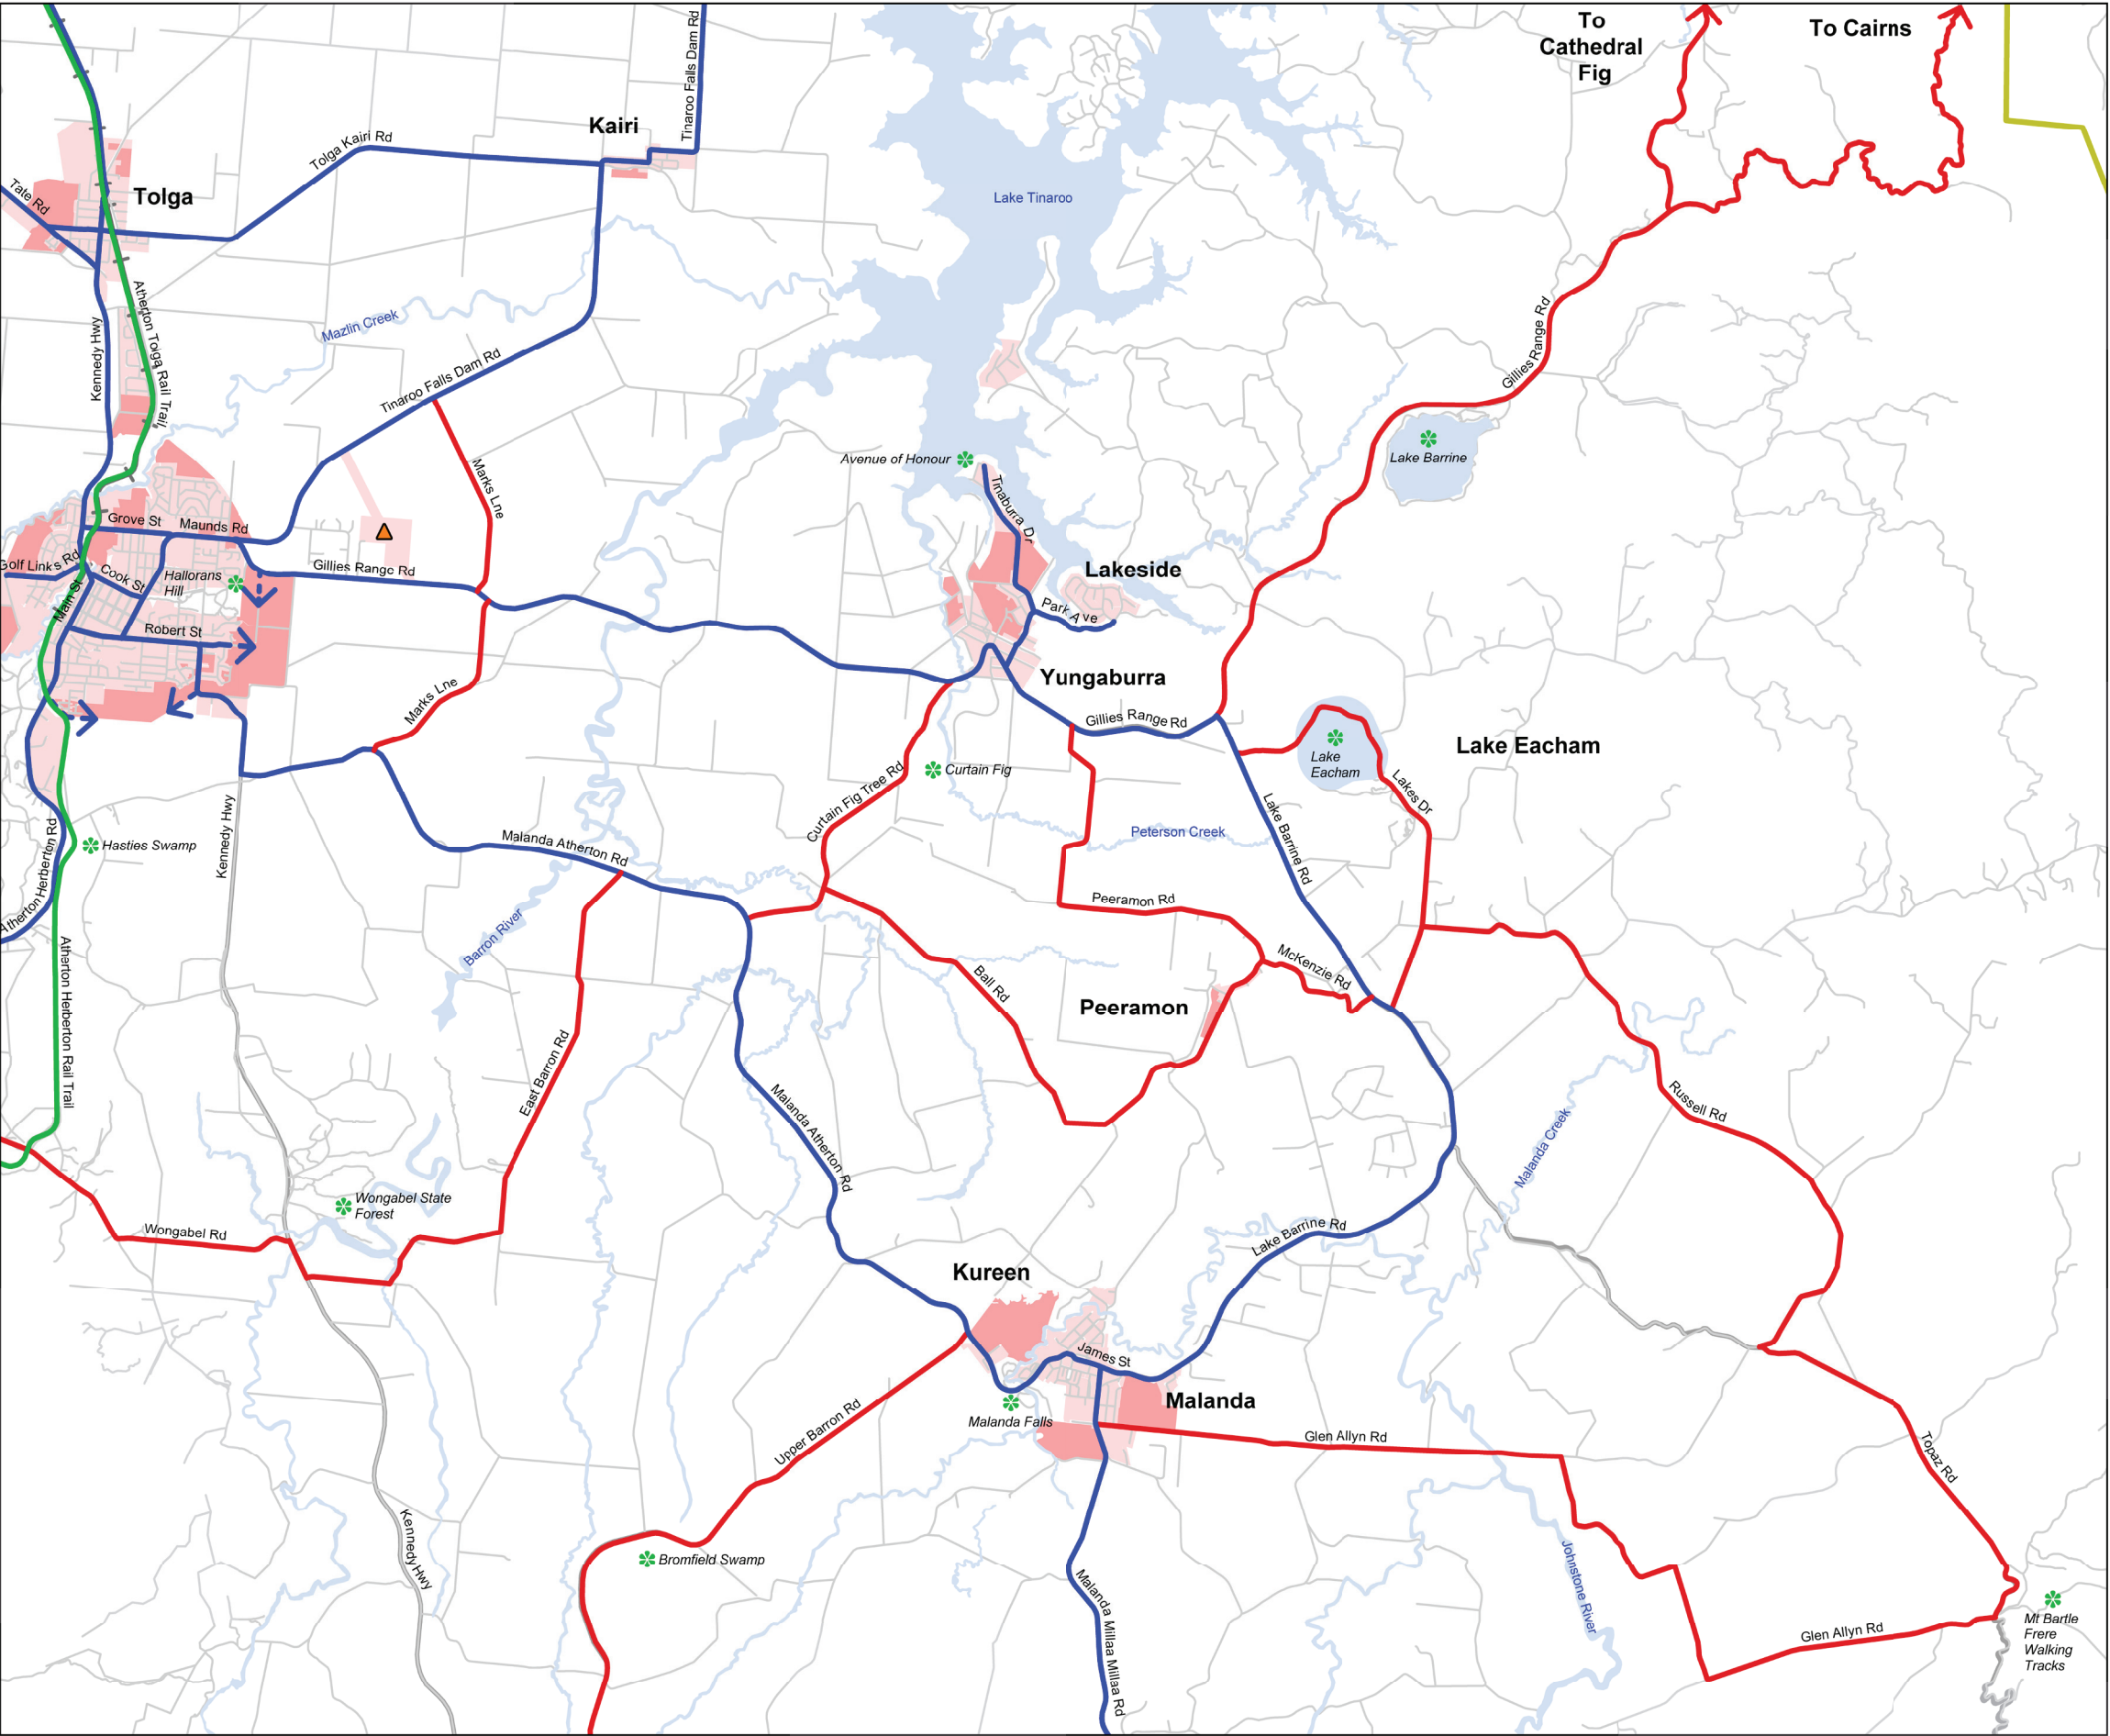 To
Cathedral
Fig
To Cairns
Kairi
Tinaroo Falls Dam Rd
Tolga Kairi Rd
Tolga
Tate Rd
Lake Tinaroo
Atherton Tolga Rail Trail
Kennedy Hwy
Mazlin Creek
Tinaroo Falls Dam Rd
Gillies Range Rd
Lake Barrine
Avenue of Honour
Marks Lne
Tinaburra Dr
Grove St
Maunds Rd
Golf Links Rd
Cook St
Hallorans
Hill
Gillies Range Rd
Lakeside
Park Ave
Main St
Robert St
Yungaburra
Marks Lne
Gillies Range Rd
Lake
Eacham
Lake Eacham
Curtain Fig
Curtain Fig Tree Rd
Lakes Dr
Lake Barrine Rd
Peterson Creek
Kennedy Hwy
Hasties Swamp
Malanda Atherton Rd
Atherton Herberton Rd
Peeramon Rd
Barron River
McKenzie Rd
Ball Rd
Peeramon
Atherton Herberton Rail Trail
East Barron Rd
Malanda Atherton Rd
Russell Rd
Malanda Creek
Wongabel State
Forest
Wongabel Rd
Lake Barrine Rd
Kureen
James St
Malanda
Malanda Falls
Upper Barron Rd
Glen Allyn Rd
Topaz Rd
Kennedy Hwy
Bromfield Swamp
Johnstone River
Malanda Millaa Millaa Rd
Glen Allyn Rd
Mt Bartle
Frere
Walking
Tracks